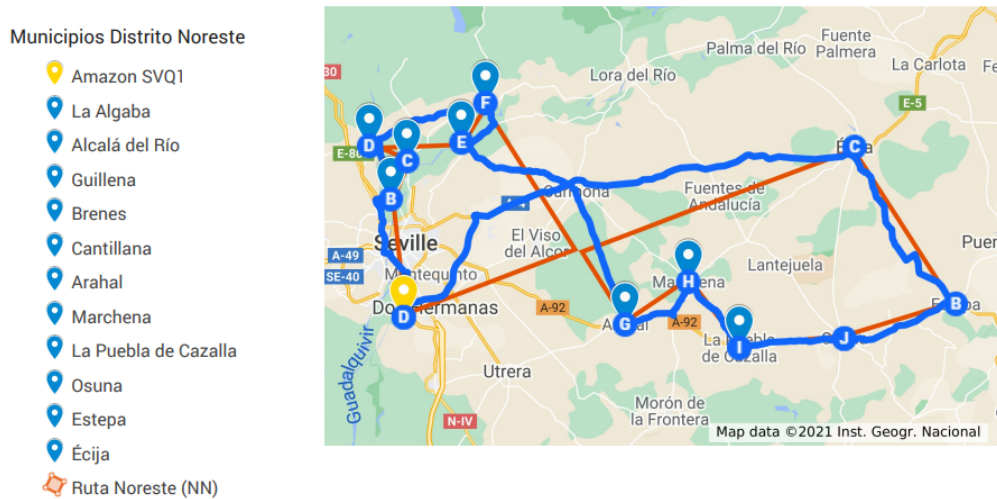 Municipios Distrito Noreste
Amazon SVQ1
La Algaba
Alcalá del Río
Guillena
Brenes
Cantillana
Arahal
Marchena
La Puebla de Cazalla
Osuna
Estepa
Écija
Ruta Noreste (NN)
30
Palma del Río
Fuente
Palmera
La Carlota
Fe
Lora del Río
E-5
F
D
E
C
E-80
C
B
Fuentes de
Andalucía
A-49
SE-40
Seville
El Viso
del Alcor
Puen
Lantejuela
H
B
D
A-92
G
A-92
I
J
La Puebla
de Cazalla
Guadalquivir
Utrera
Morón de
la Frontera
N-IV
Map data ©2021 Inst. Geogr. Nacional